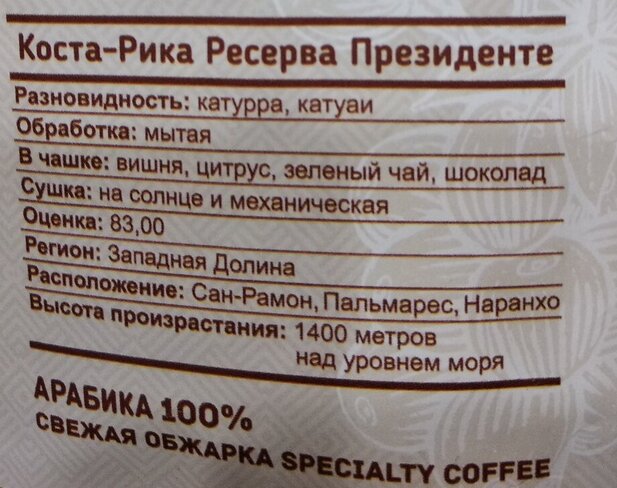 Коста-Рика Ресерва Президенте
Разновидность: катурра, катуаи
Обработка: мытая
В чашке: вишня, цитрус, зеленый чай, шоколад
Сушка: на солнце и механическая
Оценка: 83,00
Регион: Западная Долина
Расположение: Сан-Рамон, Пальмарес, Наранхо
Высота произрастания: 1400 метров
над уровнем моря
АРАБИКА 100%
СВЕЖАЯ ОБЖАРКА SPECIALTY COFFEE